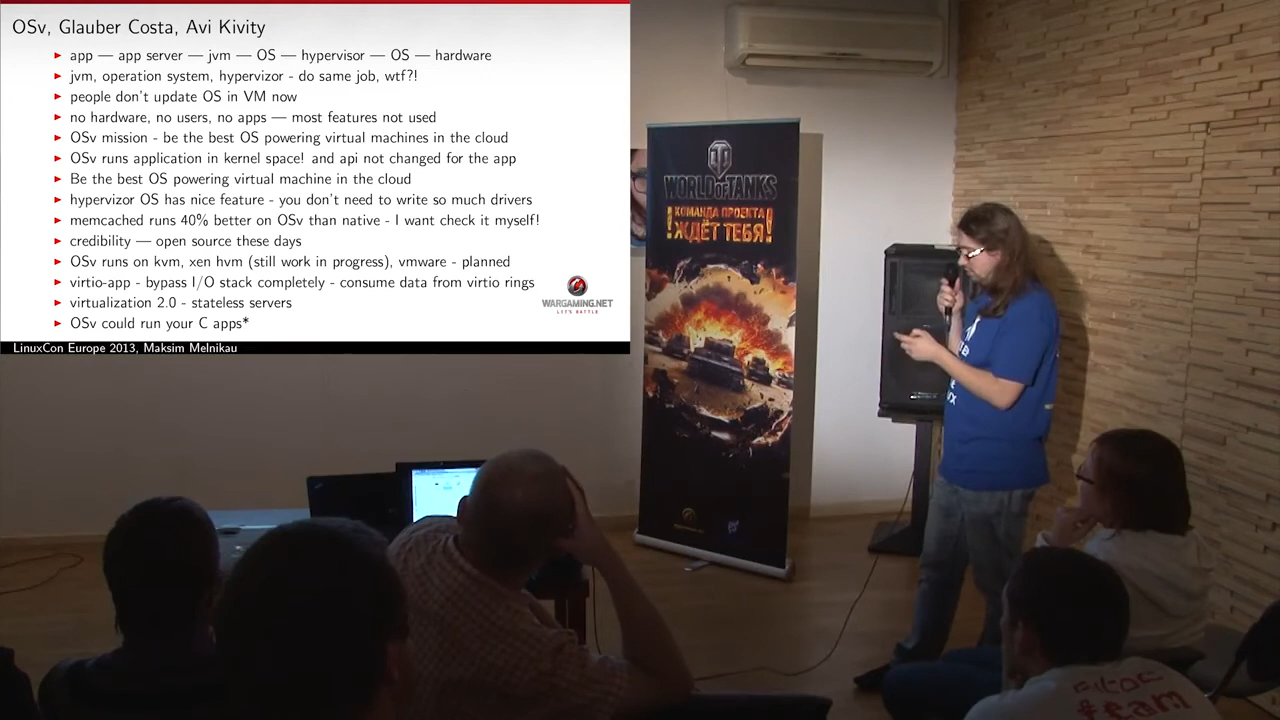 OSv, Glauber Costa, Avi Kivity
app — app server — jvm — OS — hypervisor — OS — hardware
jvm, operation system, hypervizor - do same job, wtf?!
people don't update OS in VM now
no hardware, no users, no apps — most features not used
OSv mission - be the best OS powering virtual machines in the cloud
OSv runs application in kernel space! and api not changed for the app
Be the best OS powering virtual machine in the cloud
hypervizor OS has nice feature - you don't need to write so much drivers
memcached runs 40% better on OSv than native - I want check it myself!
credibility — open source these days
OSv runs on kvm, xen hvm (still work in progress), vmware - planned
virtio-app - bypass I/O stack completely - consume data from virtio rings
virtualization 2.0 - stateless servers
OSv could run your C apps*
WARGAMING.NET
LET'S BATTLE
LinuxCon Europe 2013, Maksim Melnikau
WORLD OF TANKS
КОМАНДА ПРОЕКТА
ЖДЁТ ТЕБЯ!